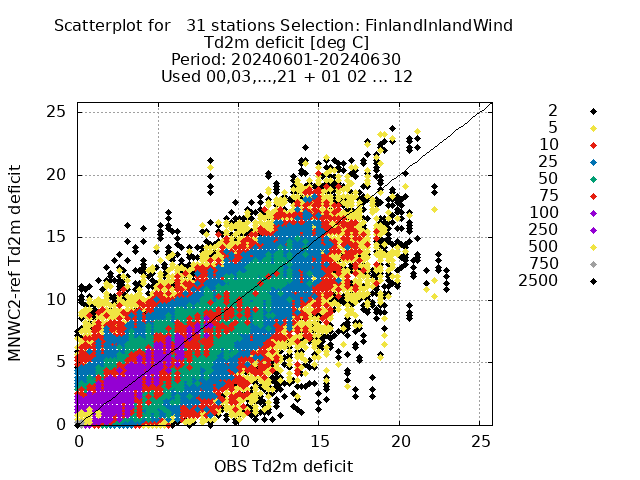 Scatterplot for   31 stations Selection: FinlandInlandWind
Td2m deficit [deg C]
Period: 20240601-20240630
Used 00,03,...,21 + 01 02 ... 12
MNWC2-ref Td2m deficit
25
20
15
10
5
0
0 5 10 15 20 25
OBS Td2m deficit
2
5
10
25
50
75
100
250
500
750
2500